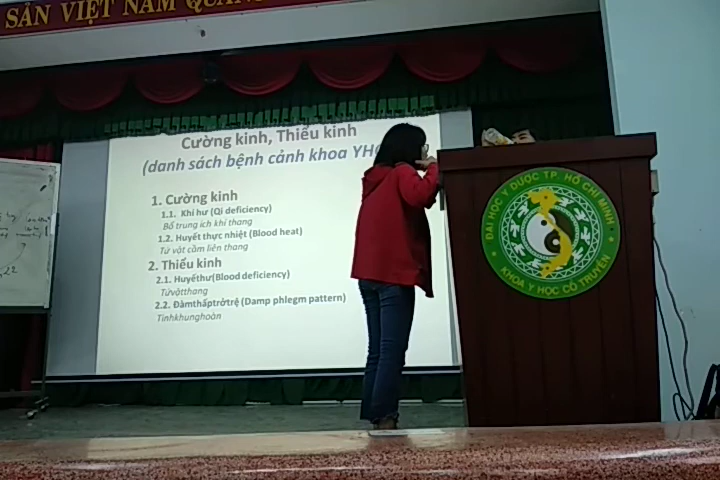 SẢN VIỆT NAM QUANG
Cường kinh, Thiểu kinh
(danh sách bệnh cảnh khoa YHC
1. Cường kinh
1.1. Khí hư (Qi deficiency)
Bổ trung ích khí thang
1.2. Huyết thực nhiệt (Blood heat)
Tứ vật cầm liên thang
2. Thiểu kinh
2.1. Huyếthư(Blood deficiency)
Tứvậtthang
2.2. Đàmthấptrởtrệ (Damp phlegm pattern)
Tinhkhunghoàn
ĐẠI HỌC Y DƯỢC TP. HỒ CHÍ MINH
KHOA Y HỌC CỔ TRUYỀN